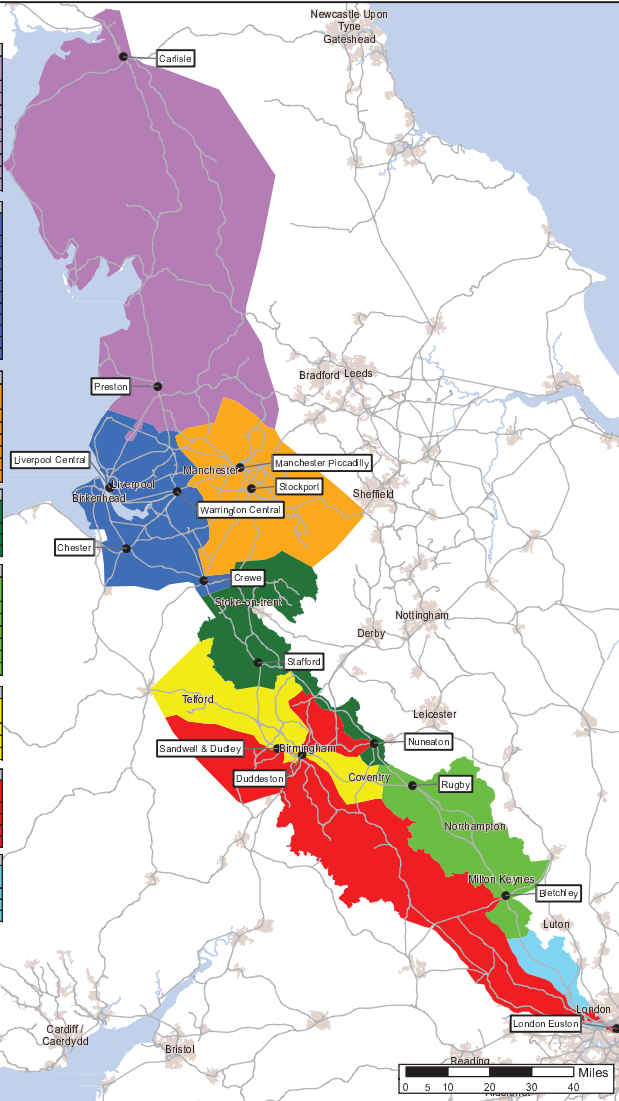 Newcastle Upon
Tyne
Gateshead
Carlisle
Bradford
Leeds
Preston
Liverpool Central
Manchester
Manchester Piccadilly
Liverpool
Birkenhead
Stockport
Sheffield
Warrington Central
Chester
Crewe
Stoke-on-trent
Nottingham
Derby
Stafford
Telford
Leicester
Nuneaton
Sandwell & Dudley
Birmingham
Duddeston
Coventry
Rugby
Northampton
Milton Keynes
Bletchley
Luton
London
London Euston
Cardiff /
Caerdydd
Bristol
Reading
Miles
0 5 10 20 30 40